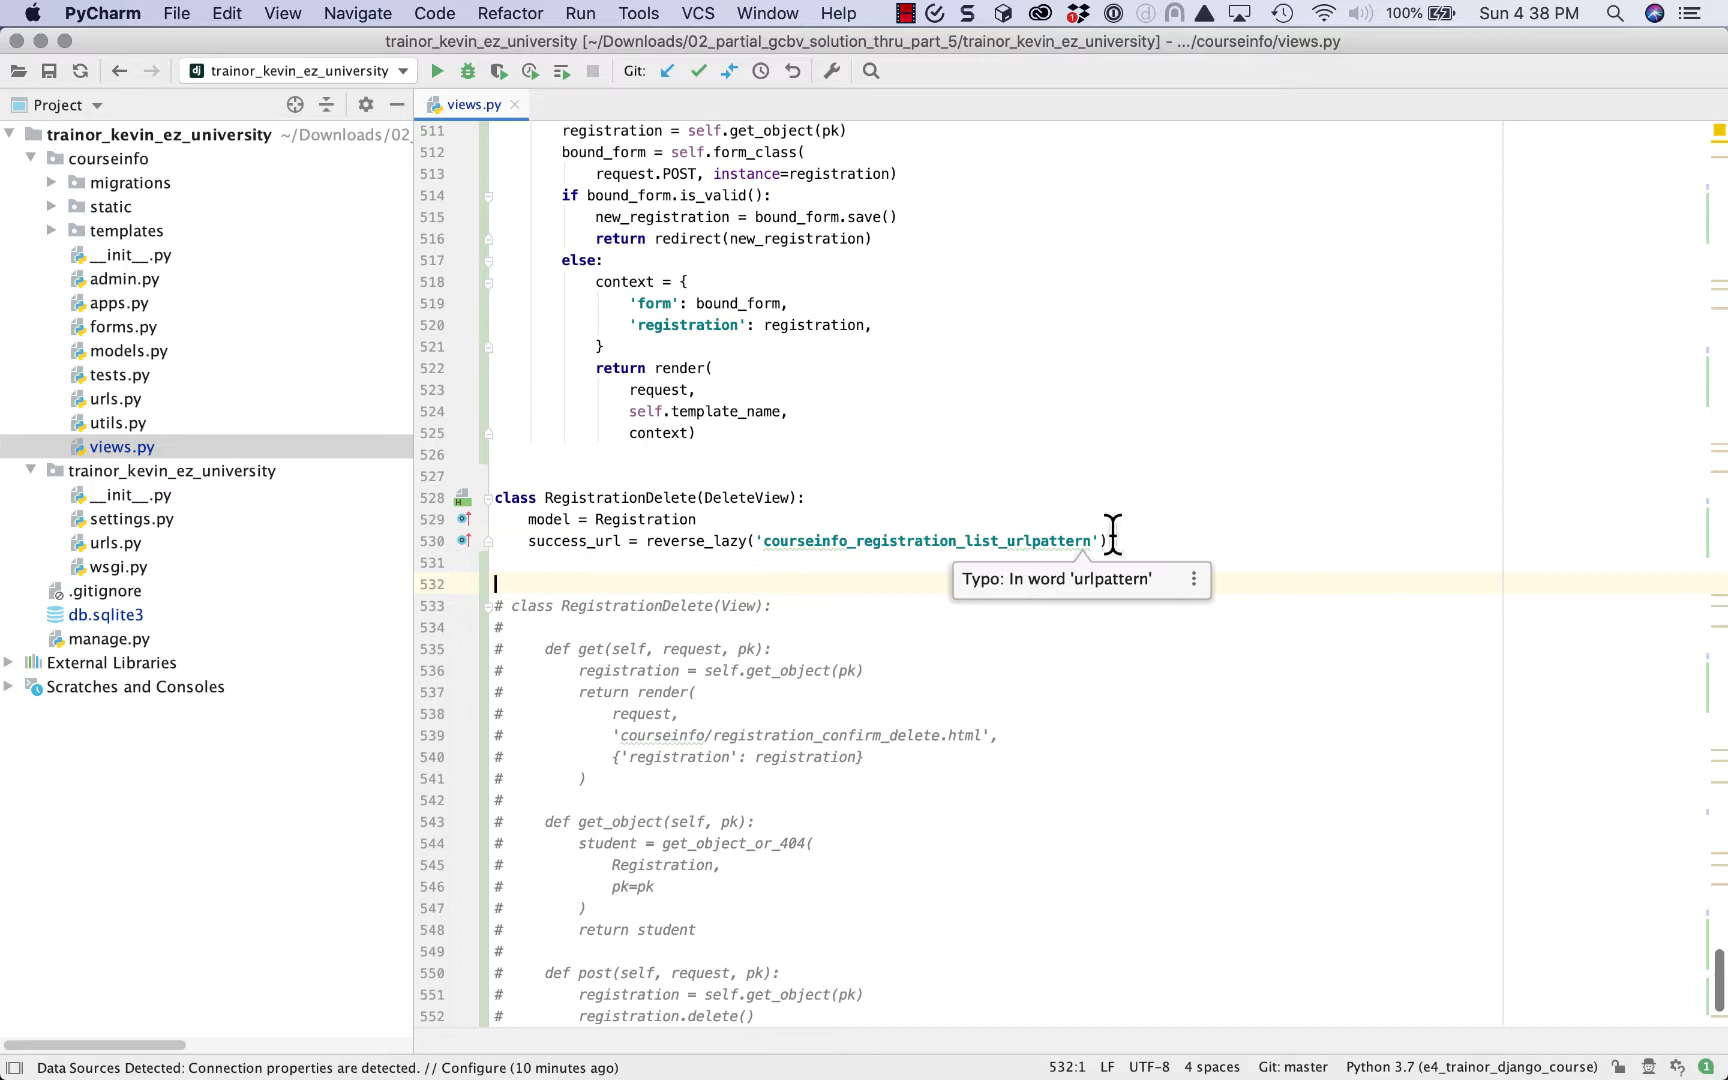 PyCharm File Edit View Navigate Code Refactor Run Tools VCS Window Help 100% Sun 4 38 PM
trainor_kevin_ez_university [~/Downloads/02_partial_gcbv_solution_thru_part_5/trainor_kevin_ez_university] - .../courseinfo/views.py
trainor_kevin_ez_university Git:
Project
views.py
trainor_kevin_ez_university ~/Downloads/02_
courseinfo
migrations
static
templates
__init__.py
admin.py
apps.py
forms.py
models.py
tests.py
urls.py
utils.py
views.py
trainor_kevin_ez_university
__init__.py
settings.py
urls.py
wsgi.py
.gitignore
db.sqlite3
manage.py
External Libraries
Scratches and Consoles
511 registration = self.get_object(pk)
512 bound_form = self.form_class(
513 request.POST, instance=registration)
514 if bound_form.is_valid():
515 new_registration = bound_form.save()
516 return redirect(new_registration)
517 else:
518 context = {
519 'form': bound_form,
520 'registration': registration,
521 }
522 return render(
523 request,
524 self.template_name,
525 context)
526
527
528 class RegistrationDelete(DeleteView):
529 model = Registration
530 success_url = reverse_lazy('courseinfo_registration_list_urlpattern')
531
Typo: In word 'urlpattern'
532
533 # class RegistrationDelete(View):
534 #
535 # def get(self, request, pk):
536 # registration = self.get_object(pk)
537 # return render(
538 # request,
539 # 'courseinfo/registration_confirm_delete.html',
540 # {'registration': registration}
541 # )
542 #
543 # def get_object(self, pk):
544 # student = get_object_or_404(
545 # Registration,
546 # pk=pk
547 # )
548 # return student
549 #
550 # def post(self, request, pk):
551 # registration = self.get_object(pk)
552 # registration.delete()
Data Sources Detected: Connection properties are detected. // Configure (10 minutes ago) 532:1 LF UTF-8 4 spaces Git: master Python 3.7 (e4_trainor_django_course) 1